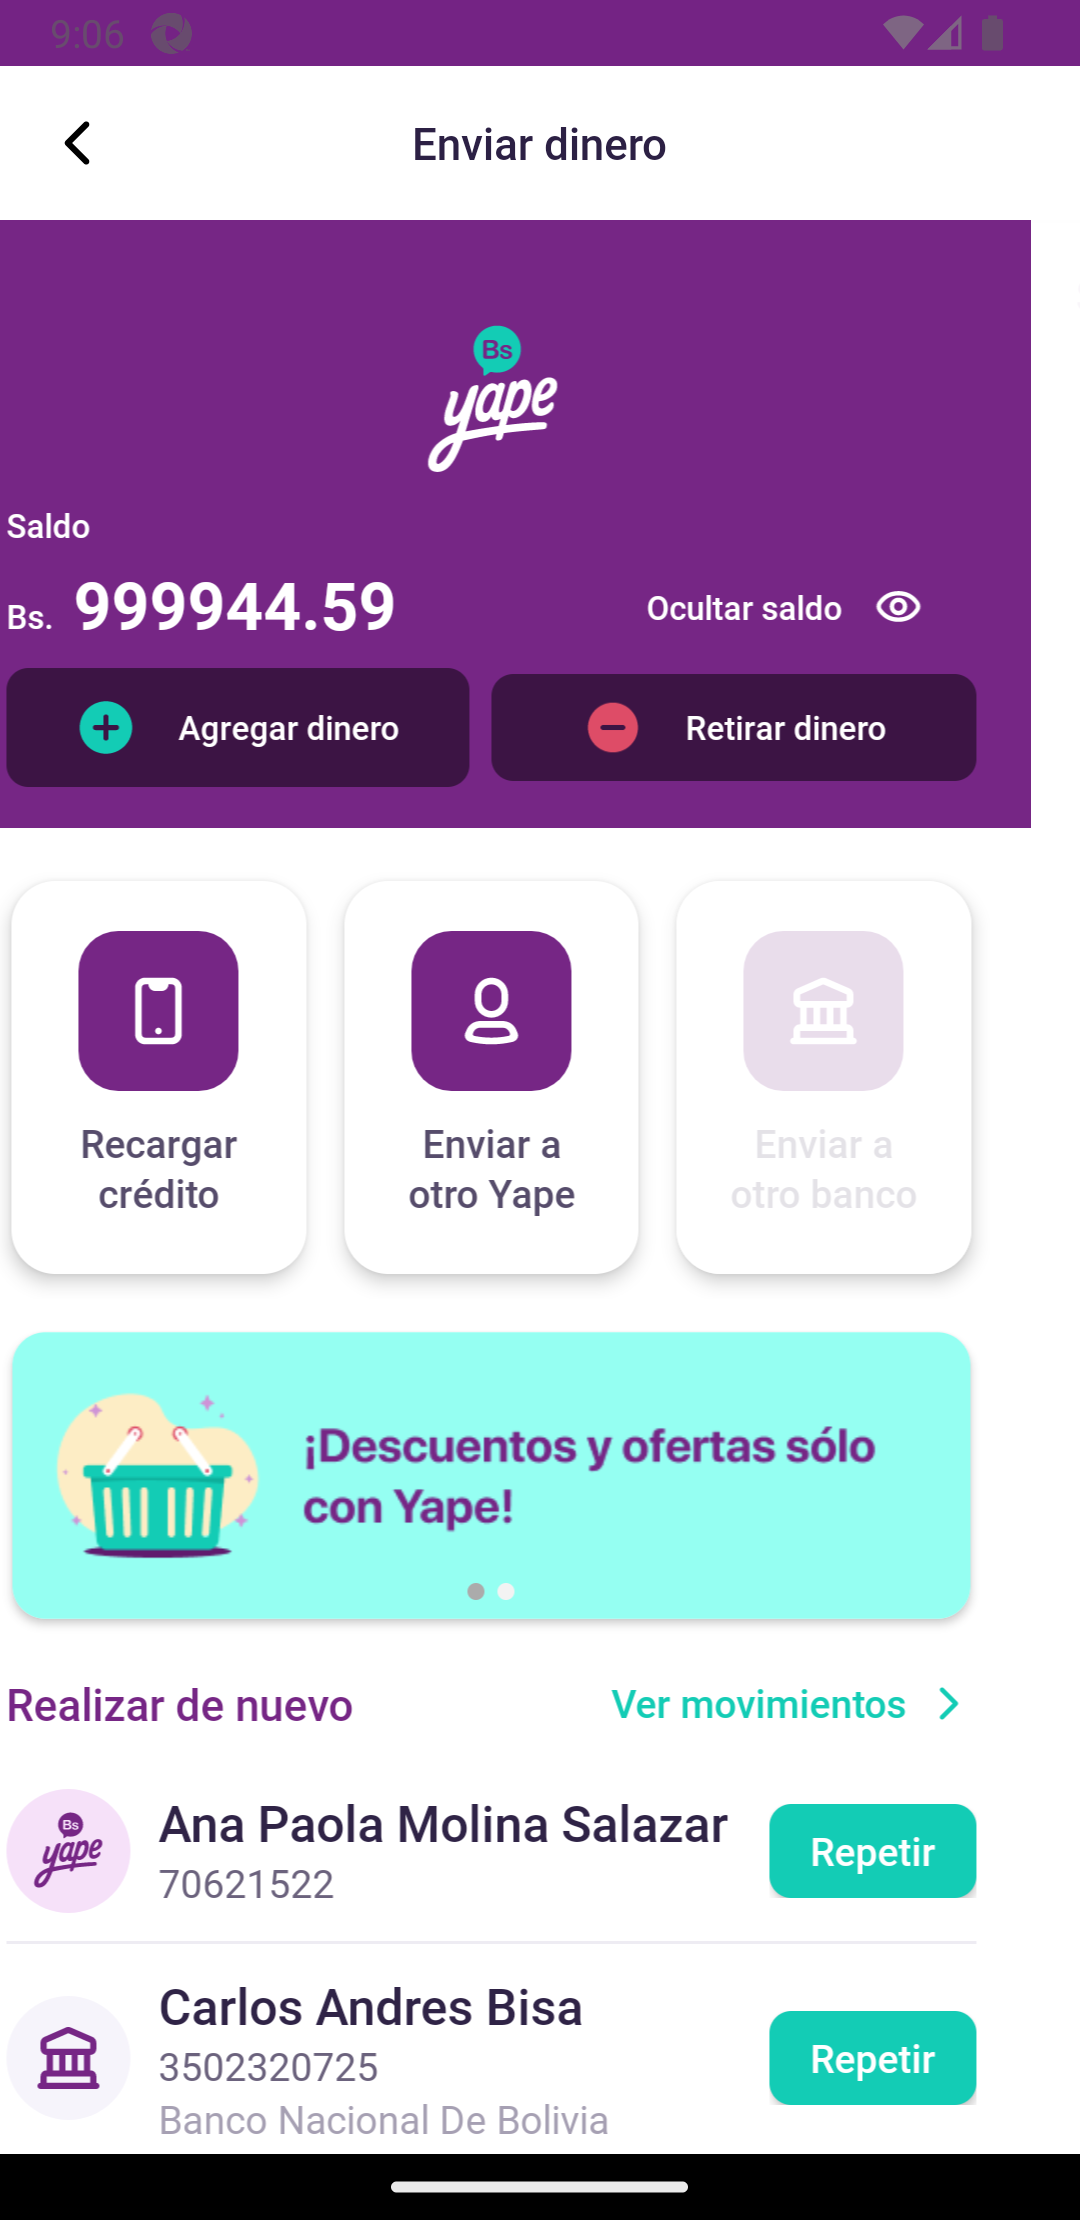 9:06
Enviar dinero
Bs
yape
Saldo
Bs. 999944.59
Ocultar saldo
Agregar dinero
Retirar dinero
Recargar
crédito
Enviar a
otro Yape
Enviar a
otro banco
¡Descuentos y ofertas sólo
con Yape!
Realizar de nuevo
Ver movimientos
Bs
yape
Ana Paola Molina Salazar
70621522
Repetir
Carlos Andres Bisa
3502320725
Banco Nacional De Bolivia
Repetir